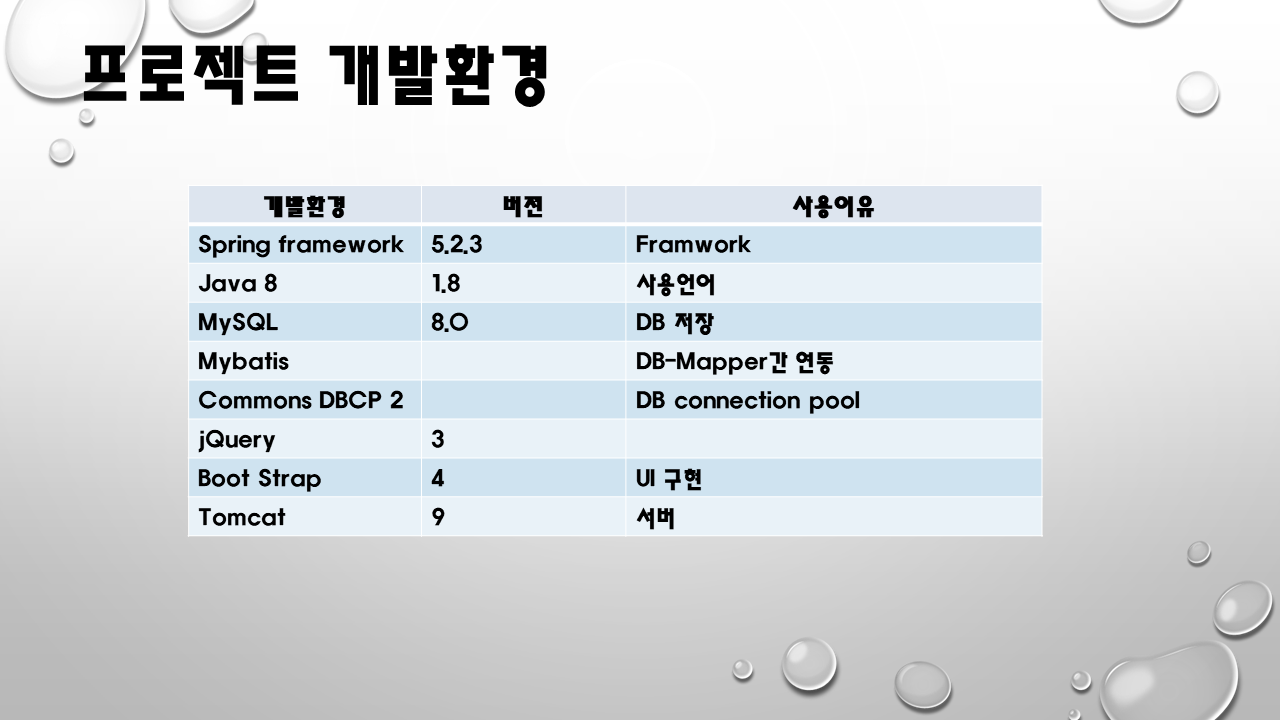 프로젝트 개발환경
개발환경 버전 사용이유
Spring framework 5.2.3 Framwork
Java 8 1.8 사용언어
MySQL 8.0 DB 저장
Mybatis DB-Mapper간 연동
Commons DBCP 2 DB connection pool
jQuery 3
Boot Strap 4 UI 구현
Tomcat 9 서버